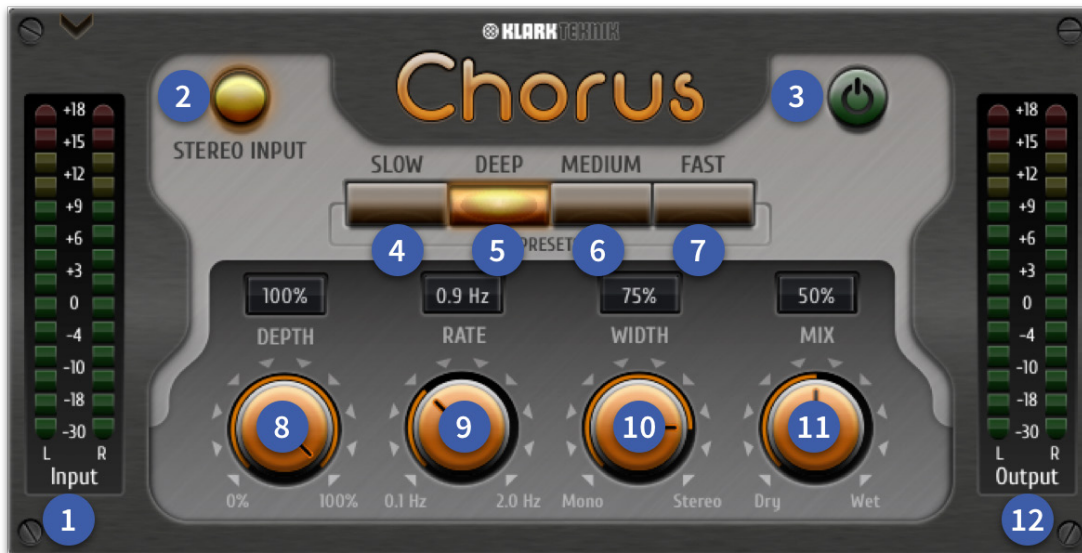 KLARK TEKNIK
Chorus
2
3
STEREO INPUT
SLOW DEEP MEDIUM FAST
4 5 6 7
PRESET
+18
+15
+12
+9
+6
+3
0
-4
-10
-18
-30
L R
Input
1
100% 0.9 Hz 75% 50%
DEPTH RATE WIDTH MIX
8 9 10 11
0% 100% 0.1 Hz 2.0 Hz Mono Stereo Dry Wet
+18
+15
+12
+9
+6
+3
0
-4
-10
-18
-30
L R
Output
12